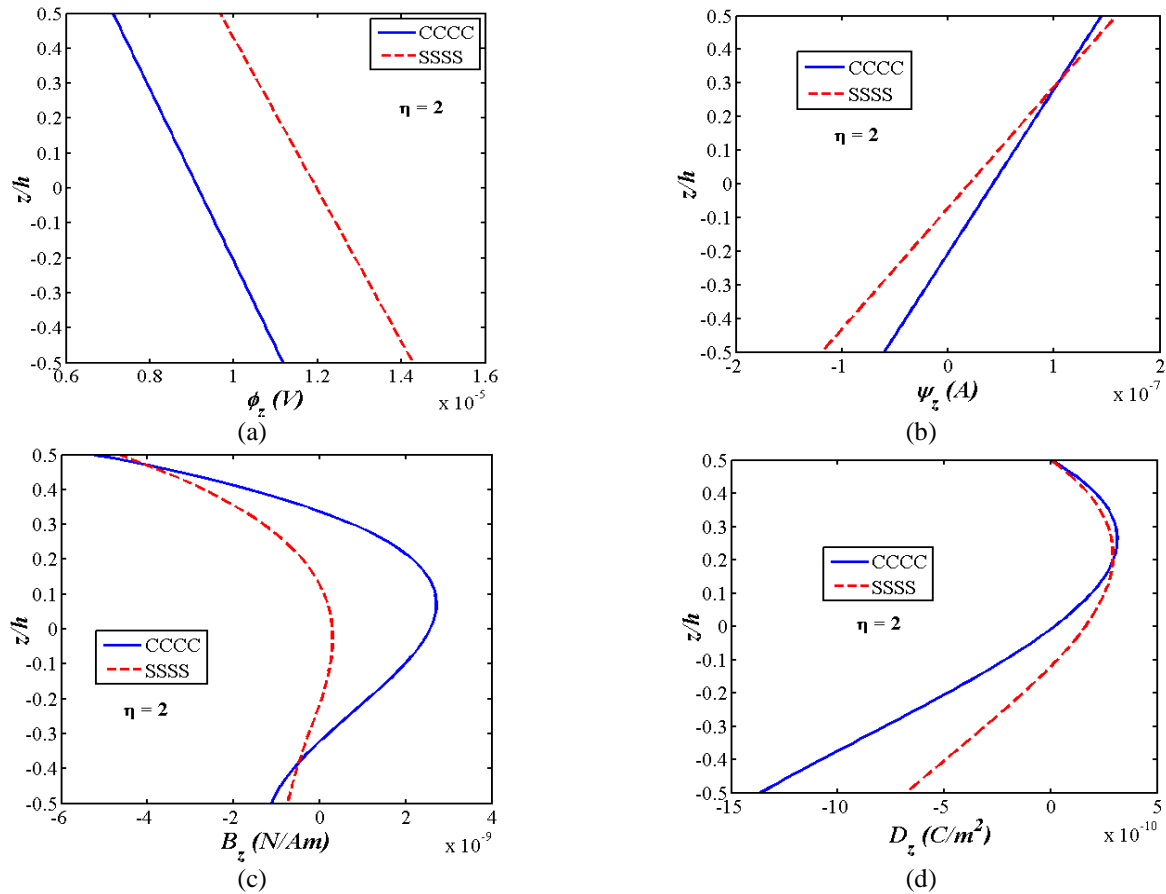 0.5
0.4
0.3
0.2
0.1
0
-0.1
-0.2
-0.3
-0.4
-0.5
z/h
CCCC
SSSS
η = 2
0.6 0.8 1 1.2 1.4 1.6
x 10⁻⁵
ϕ_z (V)
(a)
0.5
0.4
0.3
0.2
0.1
0
-0.1
-0.2
-0.3
-0.4
-0.5
z/h
CCCC
SSSS
η = 2
-2 -1 0 1 2
x 10⁻⁷
ψ_z (A)
(b)
0.5
0.4
0.3
0.2
0.1
0
-0.1
-0.2
-0.3
-0.4
-0.5
z/h
CCCC
SSSS
η = 2
-6 -4 -2 0 2 4
x 10⁻⁹
B_z (N/Am)
(c)
0.5
0.4
0.3
0.2
0.1
0
-0.1
-0.2
-0.3
-0.4
-0.5
z/h
CCCC
SSSS
η = 2
-15 -10 -5 0 5
x 10⁻¹⁰
D_z (C/m²)
(d)